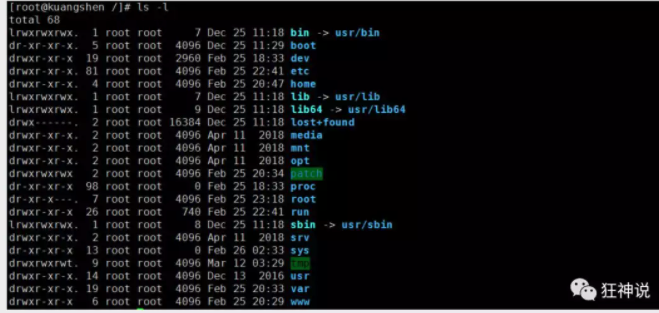 [root@kuangshen /]# ls -l
total 68
lrwxrwxrwx. 1 root root 7 Dec 25 11:18 bin -> usr/bin
dr-xr-xr-x. 5 root root 4096 Dec 25 11:29 boot
drwxr-xr-x 19 root root 2960 Feb 25 18:33 dev
drwxr-xr-x. 81 root root 4096 Feb 25 22:41 etc
drwxr-xr-x. 4 root root 4096 Feb 25 20:47 home
lrwxrwxrwx. 1 root root 7 Dec 25 11:18 lib -> usr/lib
lrwxrwxrwx. 1 root root 9 Dec 25 11:18 lib64 -> usr/lib64
drwx------. 2 root root 16384 Dec 25 11:18 lost+found
drwxr-xr-x. 2 root root 4096 Apr 11 2018 media
drwxr-xr-x. 2 root root 4096 Apr 11 2018 mnt
drwxr-xr-x. 2 root root 4096 Apr 11 2018 opt
drwxrwxrwx 2 root root 4096 Feb 25 20:34 patch
dr-xr-xr-x 98 root root 0 Feb 25 18:33 proc
dr-xr-x---. 7 root root 4096 Feb 25 23:18 root
drwxr-xr-x 26 root root 740 Feb 25 22:41 run
lrwxrwxrwx. 1 root root 8 Dec 25 11:18 sbin -> usr/sbin
drwxr-xr-x. 2 root root 4096 Apr 11 2018 srv
dr-xr-xr-x 13 root root 0 Feb 26 02:33 sys
drwxrwxrwt. 9 root root 4096 Mar 12 03:29 tmp
drwxr-xr-x. 14 root root 4096 Dec 13 2016 usr
drwxr-xr-x. 19 root root 4096 Feb 25 20:33 var
drwxr-xr-x 6 root root 4096 Feb 25 20:29 www
狂神说